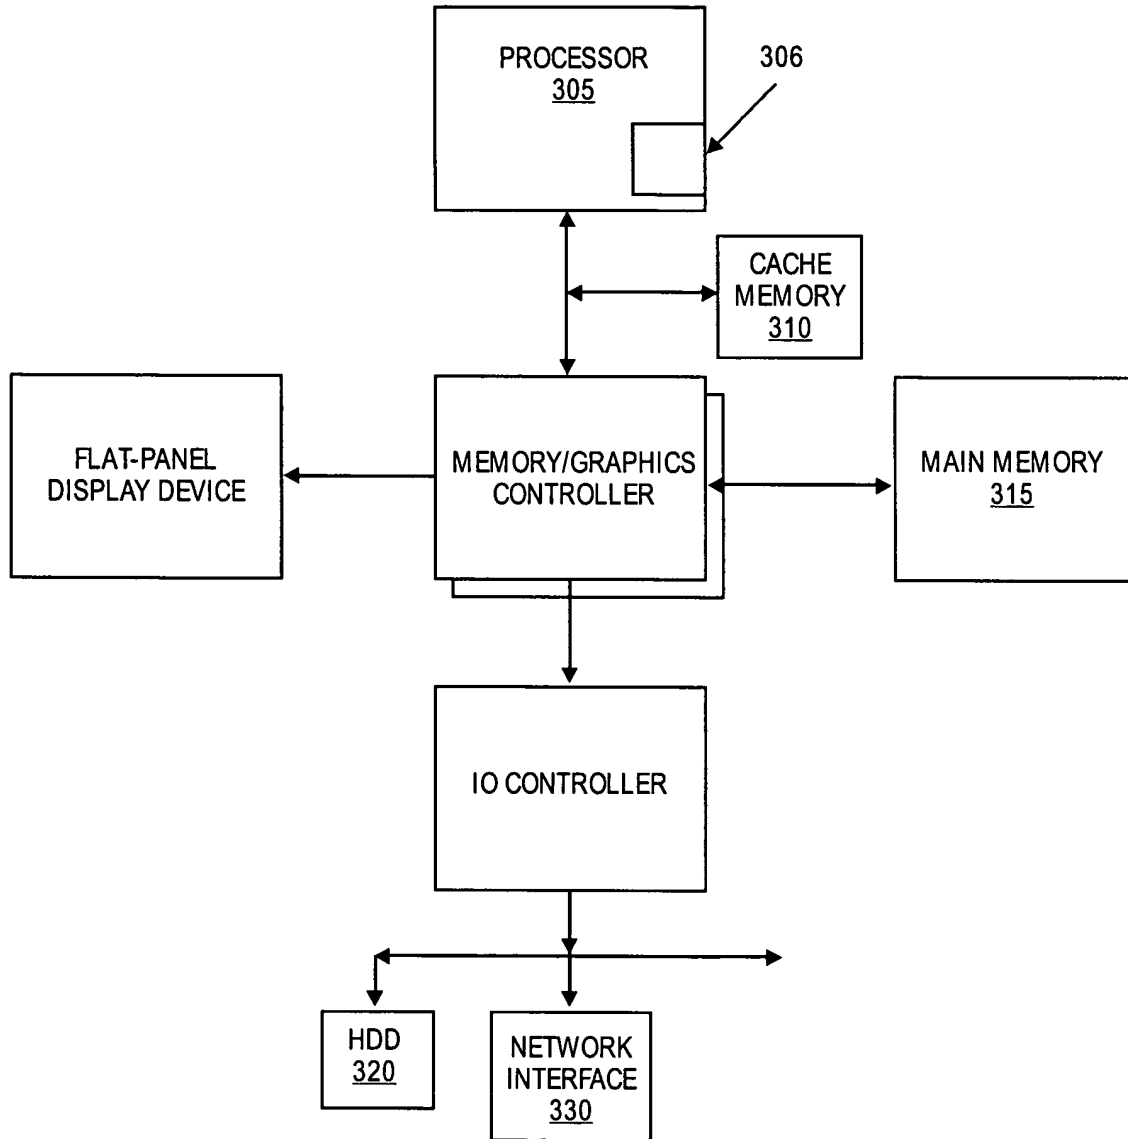 PROCESSOR
305
306
CACHE
MEMORY
310
FLAT-PANEL
DISPLAY DEVICE
MEMORY/GRAPHICS
CONTROLLER
MAIN MEMORY
315
IO CONTROLLER
HDD
320
NETWORK
INTERFACE
330